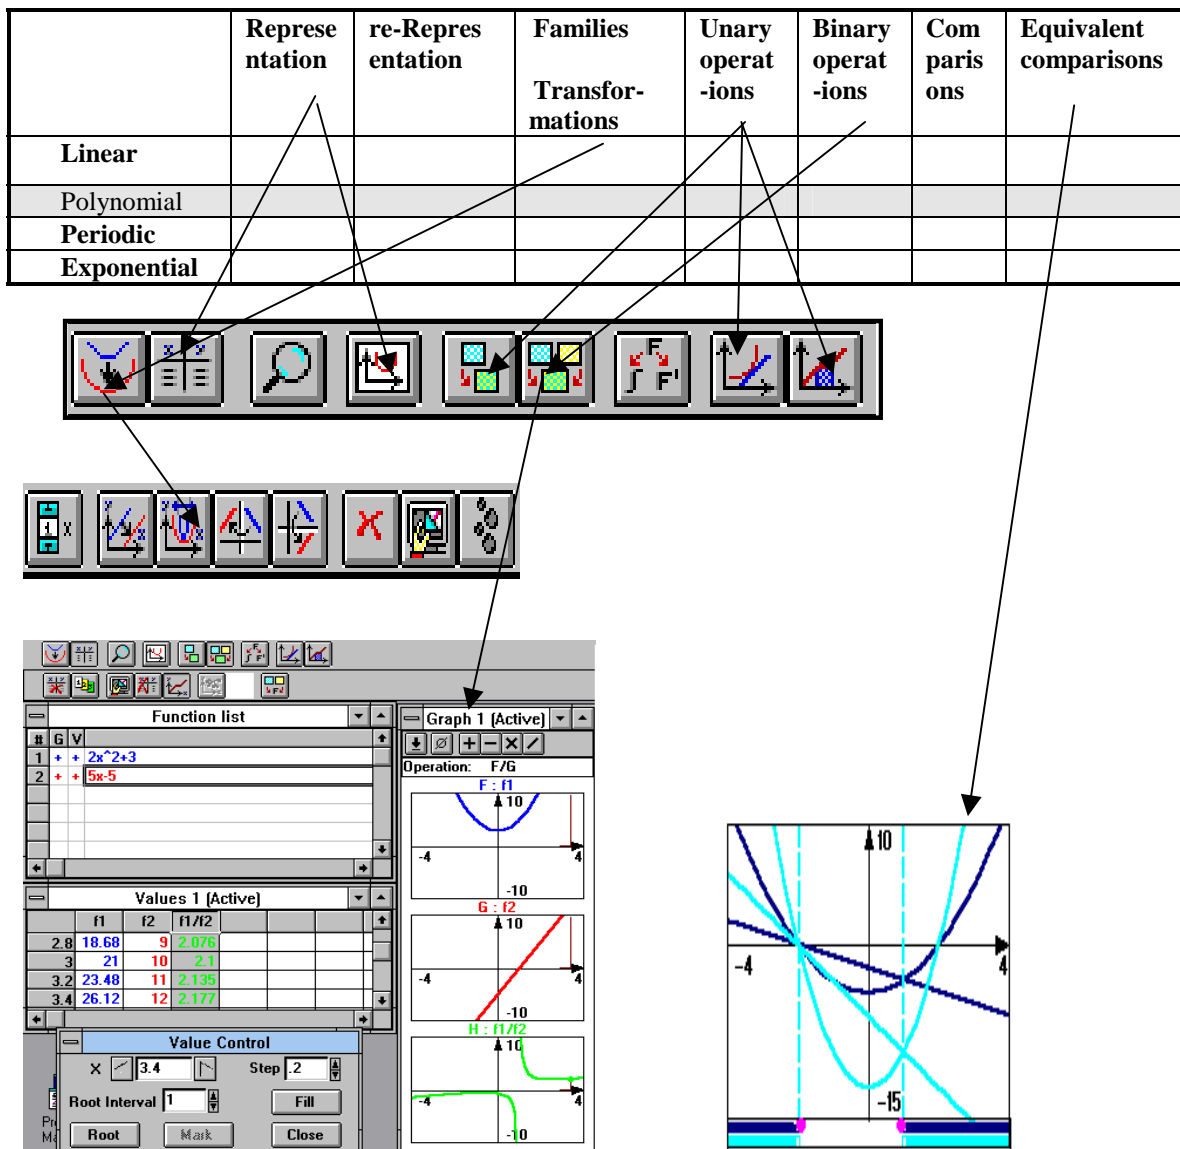 Represe
ntation
re-Repres
entation
Families
Transfor-
mations
Unary
operat
-ions
Binary
operat
-ions
Com
paris
ons
Equivalent
comparisons
Linear
Polynomial
Periodic
Exponential
x y
F
∫ F'
1 x
Function list
# G V
1 + + 2x^2+3
2 + + 5x-5
Values 1 (Active)
f1 f2 f1/f2
2.8 18.68 9 2.076
3 21 10 2.1
3.2 23.48 11 2.135
3.4 26.12 12 2.177
Value Control
X 3.4 Step .2
Root Interval 1 Fill
Root Mark Close
Graph 1 (Active)
Operation: F/G
F : f1
10
-4 4
-10
G : f2
10
-4 4
-10
H : f1/f2
10
-4 4
-10
10
-4 4
-15